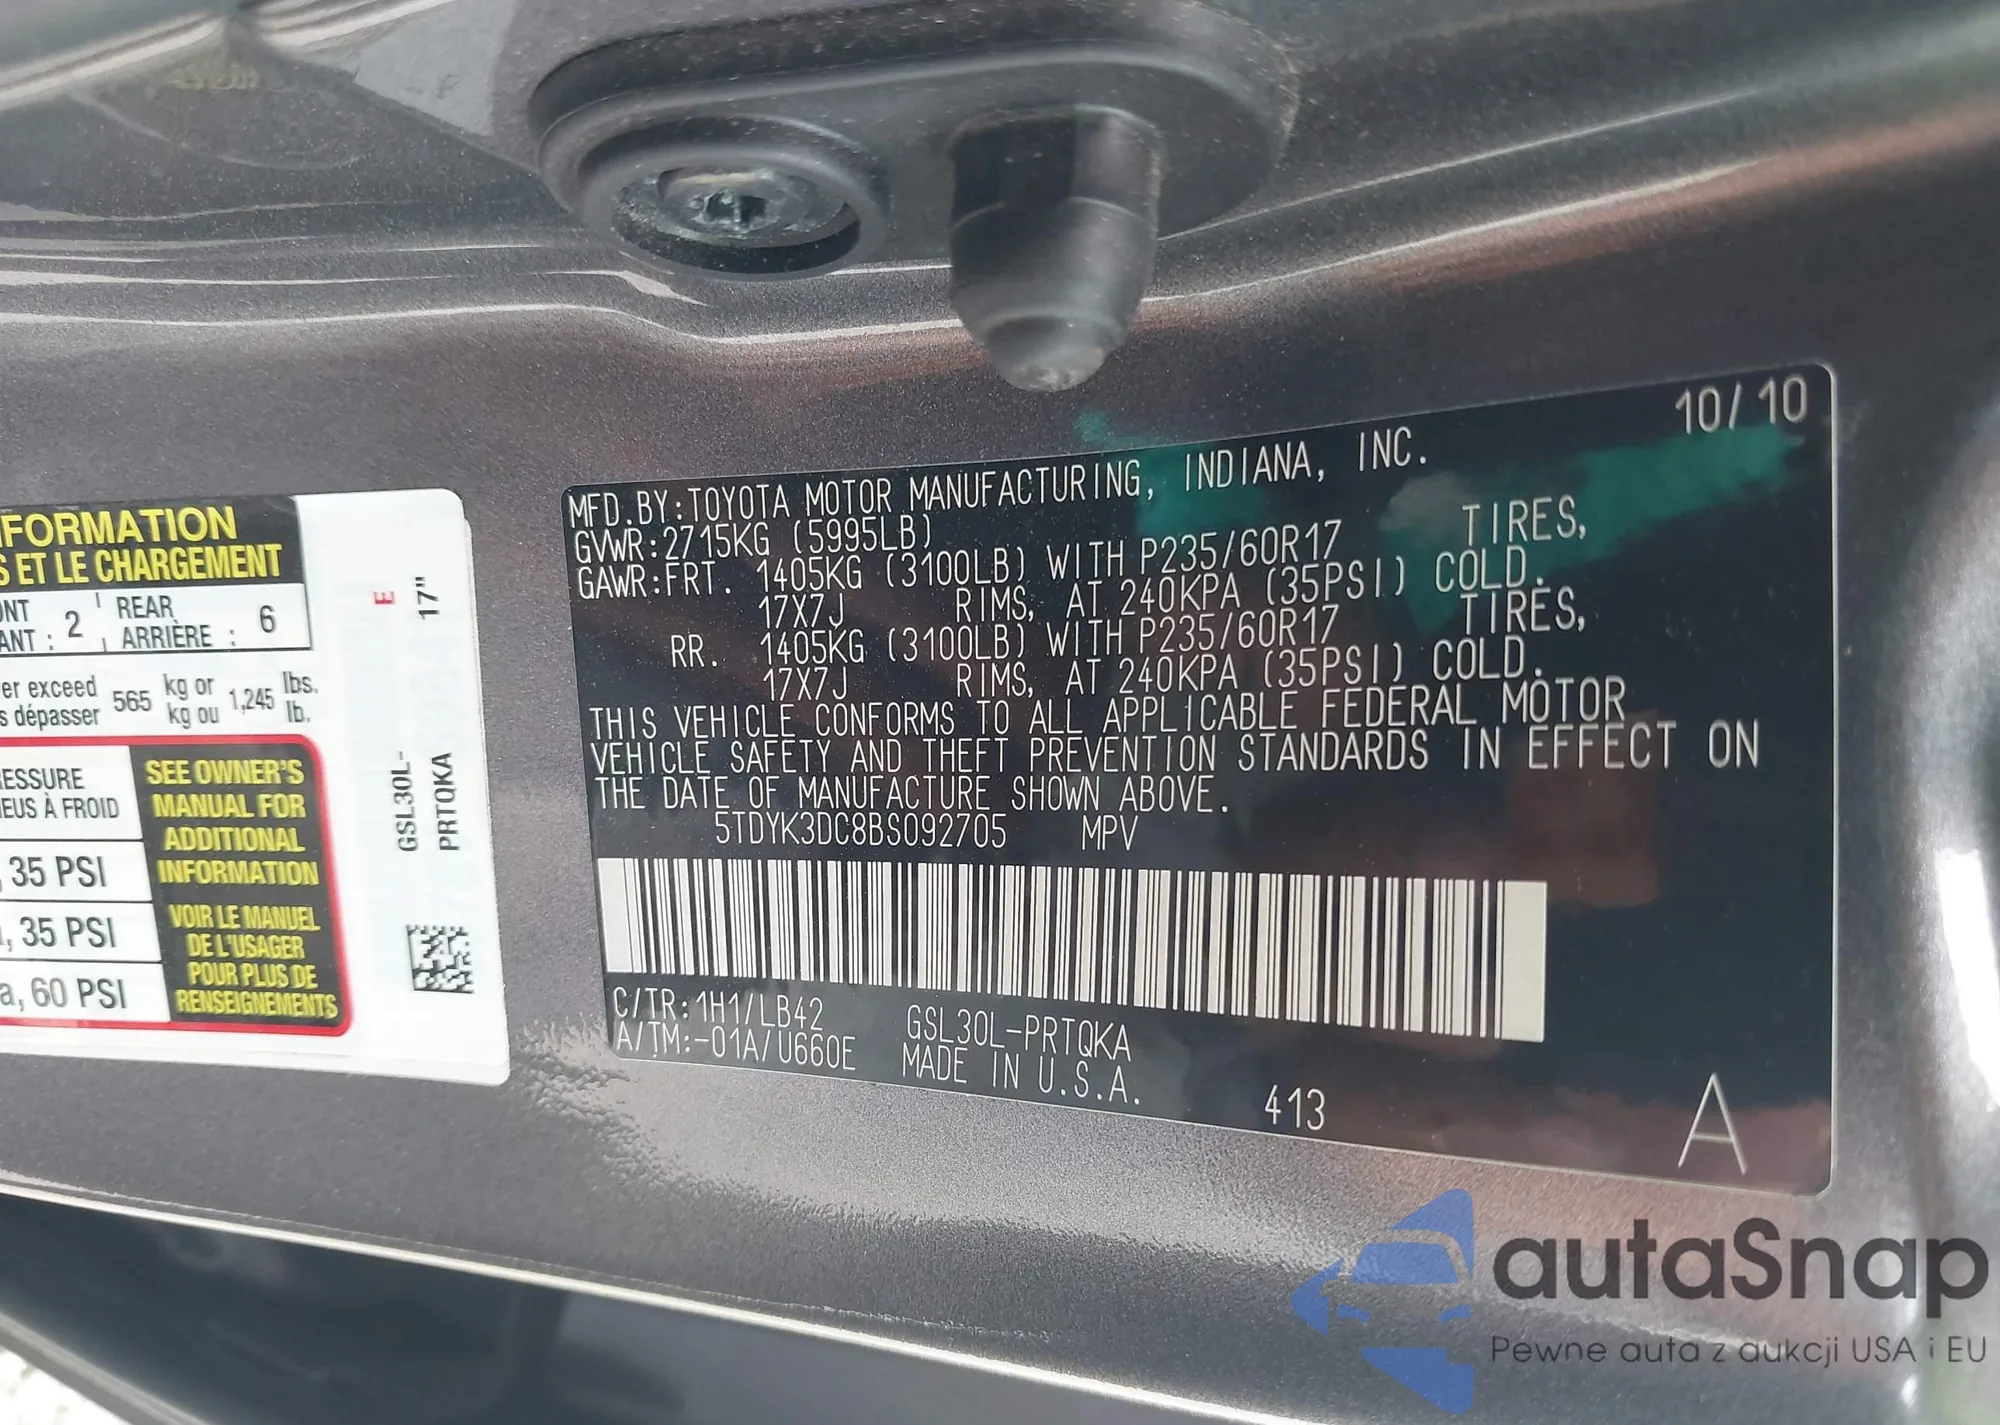 FORMATION
S ET LE CHARGEMENT
ONT
ANT : 2
REAR
ARRIÈRE : 6
er exceed 565 kg or 1,245 lbs.
s dépasser kg ou lb.
RESSURE
NEUS À FROID
, 35 PSI
, 35 PSI
a, 60 PSI
SEE OWNER'S
MANUAL FOR
ADDITIONAL
INFORMATION
VOIR LE MANUEL
DE L'USAGER
POUR PLUS DE
RENSEIGNEMENTS
E
17"
GSL30L-
PRTQKA
10/10
MFD.BY:TOYOTA MOTOR MANUFACTURING, INDIANA, INC.
GVWR:2715KG (5995LB)
GAWR:FRT. 1405KG (3100LB) WITH P235/60R17 TIRES,
17X7J RIMS, AT 240KPA (35PSI) COLD.
RR. 1405KG (3100LB) WITH P235/60R17 TIRES,
17X7J RIMS, AT 240KPA (35PSI) COLD.
THIS VEHICLE CONFORMS TO ALL APPLICABLE FEDERAL MOTOR
VEHICLE SAFETY AND THEFT PREVENTION STANDARDS IN EFFECT ON
THE DATE OF MANUFACTURE SHOWN ABOVE.
5TDYK3DC8BS092705 MPV
C/TR:1H1/LB42 GSL30L-PRTQKA
A/TM:-01A/U660E MADE IN U.S.A.
413
A
autaSnap
Pewne auta z aukcji USA i EU